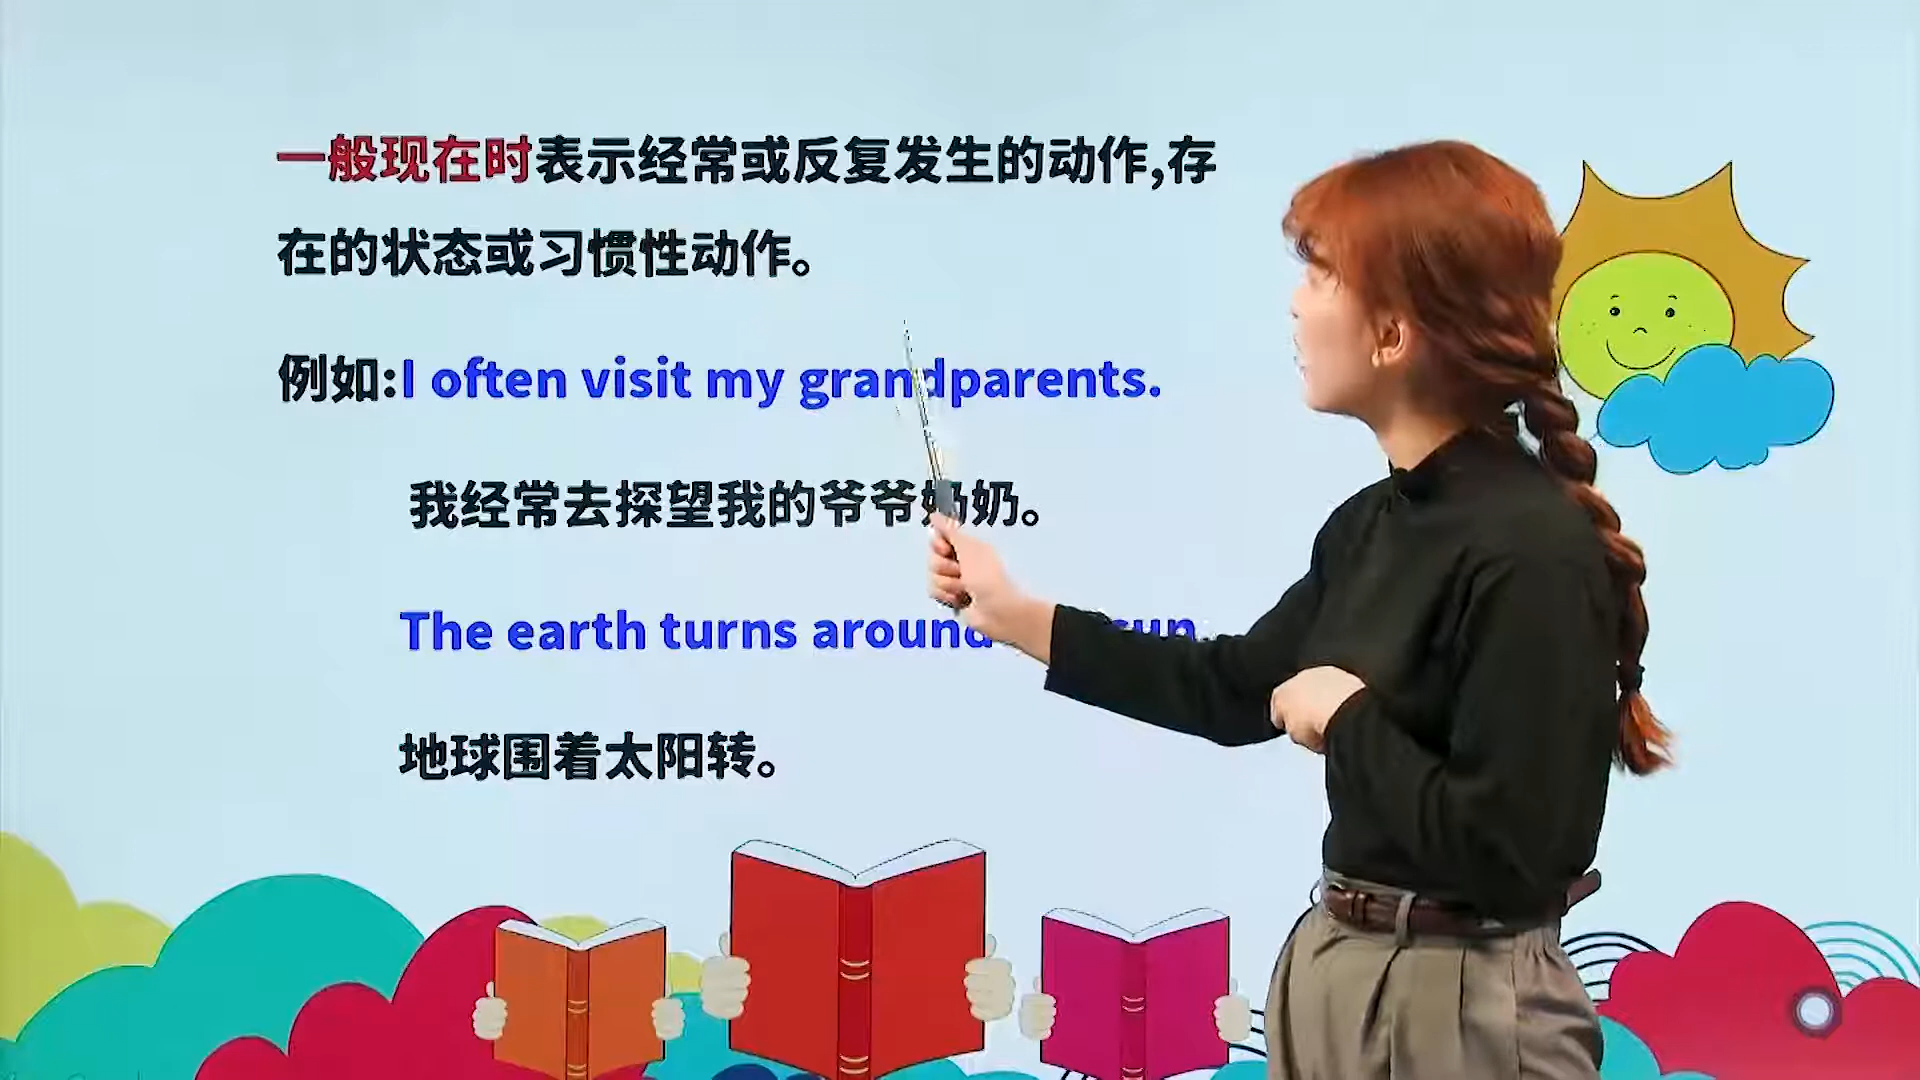 一般现在时表示经常或反复发生的动作,存
在的状态或习惯性动作。
例如:I often visit my grandparents.
我经常去探望我的爷爷奶奶。
The earth turns around sun.
地球围着太阳转。